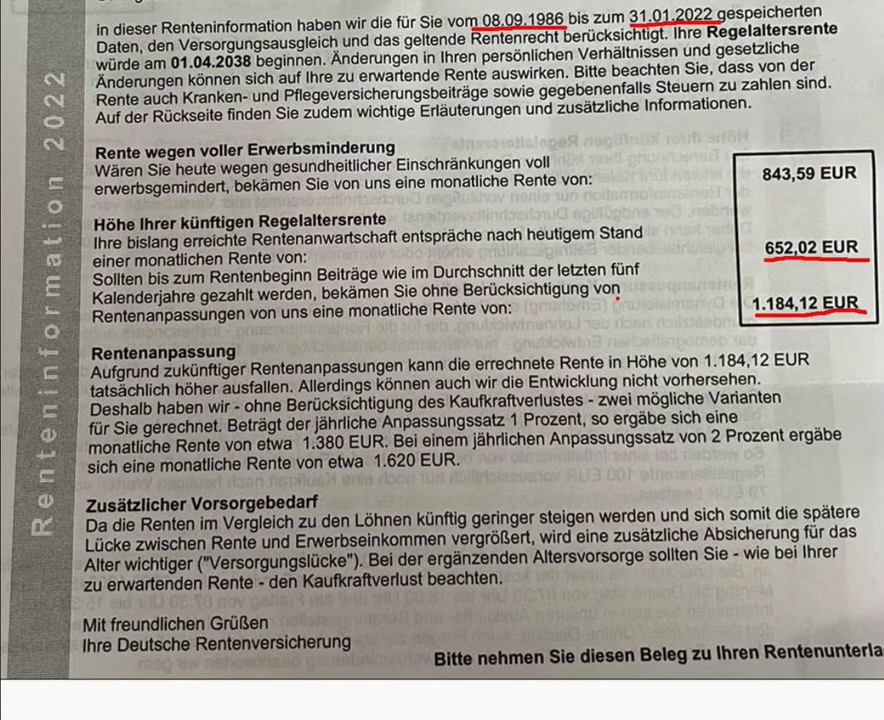 Renteninformation 2022
in dieser Renteninformation haben wir die für Sie vom 08.09.1986 bis zum 31.01.2022 gespeicherten
Daten, den Versorgungsausgleich und das geltende Rentenrecht berücksichtigt. Ihre Regelaltersrente
würde am 01.04.2038 beginnen. Änderungen in Ihren persönlichen Verhältnissen und gesetzliche
Änderungen können sich auf Ihre zu erwartende Rente auswirken. Bitte beachten Sie, dass von der
Rente auch Kranken- und Pflegeversicherungsbeiträge sowie gegebenenfalls Steuern zu zahlen sind.
Auf der Rückseite finden Sie zudem wichtige Erläuterungen und zusätzliche Informationen.
Rente wegen voller Erwerbsminderung
Wären Sie heute wegen gesundheitlicher Einschränkungen voll
erwerbsgemindert, bekämen Sie von uns eine monatliche Rente von: 843,59 EUR
Höhe Ihrer künftigen Regelaltersrente
Ihre bislang erreichte Rentenanwartschaft entspräche nach heutigem Stand
einer monatlichen Rente von: 652,02 EUR
Sollten bis zum Rentenbeginn Beiträge wie im Durchschnitt der letzten fünf
Kalenderjahre gezahlt werden, bekämen Sie ohne Berücksichtigung von
Rentenanpassungen von uns eine monatliche Rente von: 1.184,12 EUR
Rentenanpassung
Aufgrund zukünftiger Rentenanpassungen kann die errechnete Rente in Höhe von 1.184,12 EUR
tatsächlich höher ausfallen. Allerdings können auch wir die Entwicklung nicht vorhersehen.
Deshalb haben wir - ohne Berücksichtigung des Kaufkraftverlustes - zwei mögliche Varianten
für Sie gerechnet. Beträgt der jährliche Anpassungssatz 1 Prozent, so ergäbe sich eine
monatliche Rente von etwa 1.380 EUR. Bei einem jährlichen Anpassungssatz von 2 Prozent ergäbe
sich eine monatliche Rente von etwa 1.620 EUR.
Zusätzlicher Vorsorgebedarf
Da die Renten im Vergleich zu den Löhnen künftig geringer steigen werden und sich somit die spätere
Lücke zwischen Rente und Erwerbseinkommen vergrößert, wird eine zusätzliche Absicherung für das
Alter wichtiger ("Versorgungslücke"). Bei der ergänzenden Altersvorsorge sollten Sie - wie bei Ihrer
zu erwartenden Rente - den Kaufkraftverlust beachten.
Mit freundlichen Grüßen
Ihre Deutsche Rentenversicherung
Bitte nehmen Sie diesen Beleg zu Ihren Rentenunterla